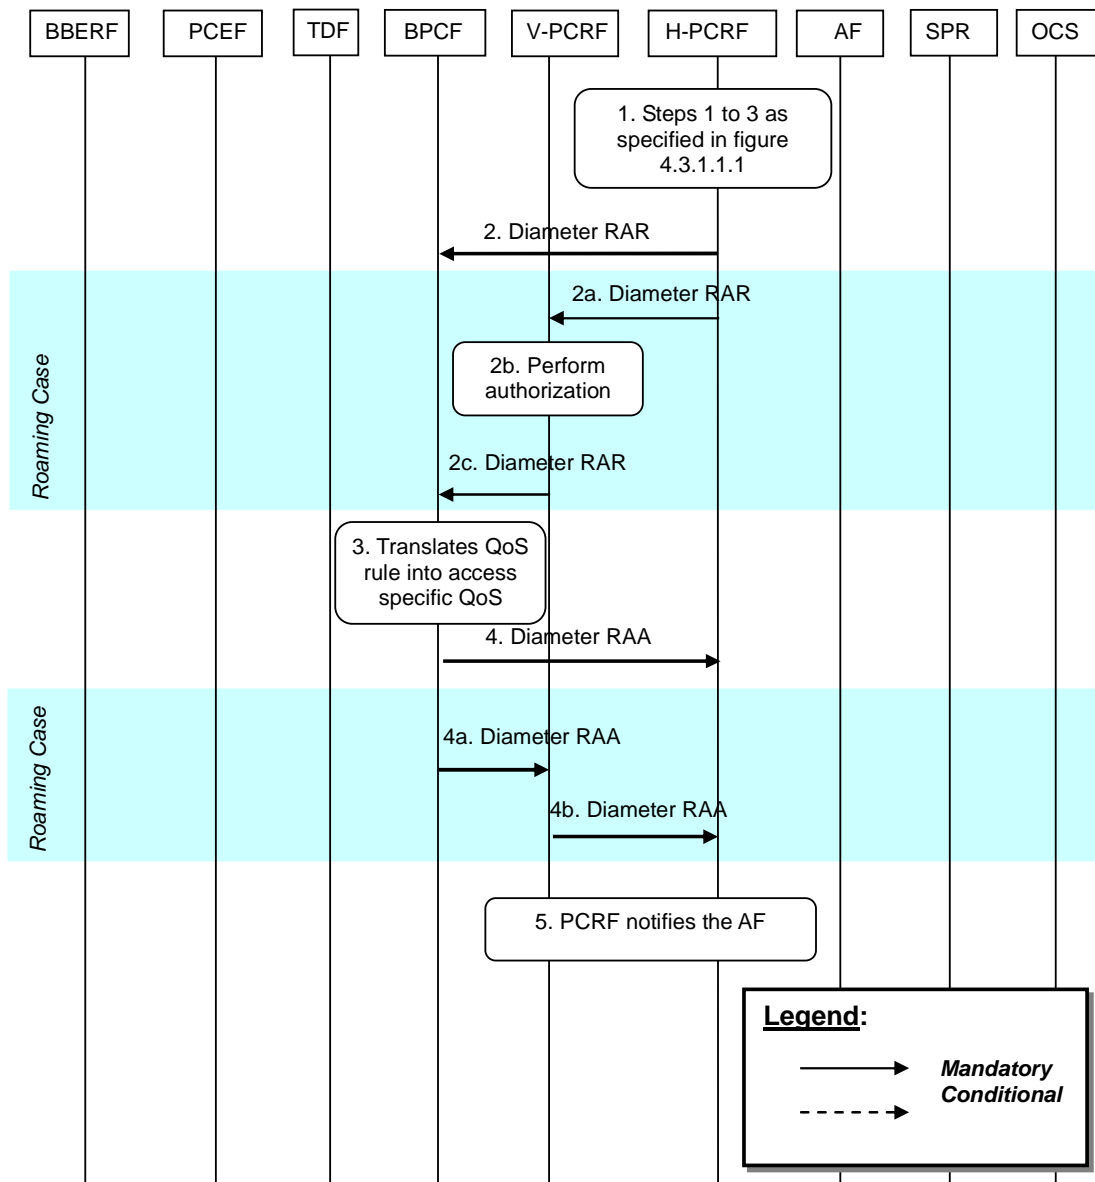 BBERF
PCEF
TDF
BPCF
V-PCRF
H-PCRF
AF
SPR
OCS
1. Steps 1 to 3 as
specified in figure
4.3.1.1.1
2. Diameter RAR
2a. Diameter RAR
2b. Perform
authorization
2c. Diameter RAR
Roaming Case
3. Translates QoS
rule into access
specific QoS
4. Diameter RAA
4a. Diameter RAA
4b. Diameter RAA
Roaming Case
5. PCRF notifies the AF
Legend:
Mandatory
Conditional